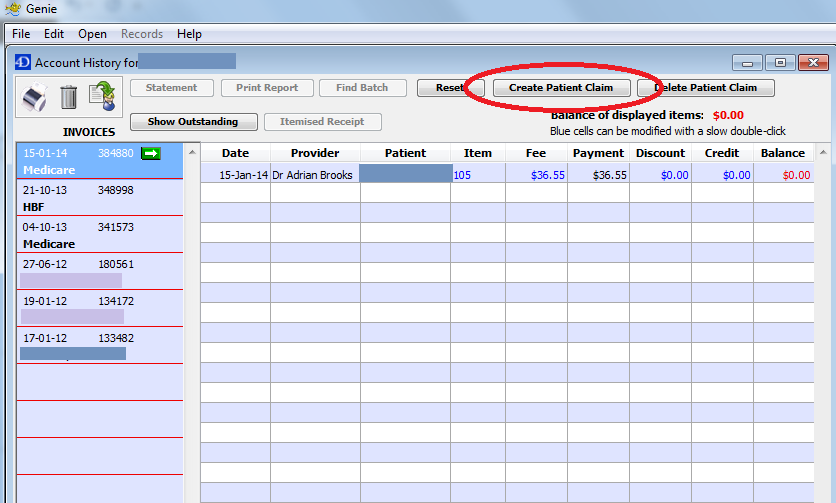 Genie
File Edit Open Records Help
Account History for
Statement Print Report Find Batch Reset Create Patient Claim Delete Patient Claim
Show Outstanding Itemised Receipt
Balance of displayed items: $0.00
Blue cells can be modified with a slow double-click
INVOICES
15-01-14 384880
Medicare
21-10-13 348998
HBF
04-10-13 341573
Medicare
27-06-12 180561
19-01-12 134172
17-01-12 133482
Date Provider Patient Item Fee Payment Discount Credit Balance
15-Jan-14 Dr Adrian Brooks 105 $36.55 $36.55 $0.00 $0.00 $0.00